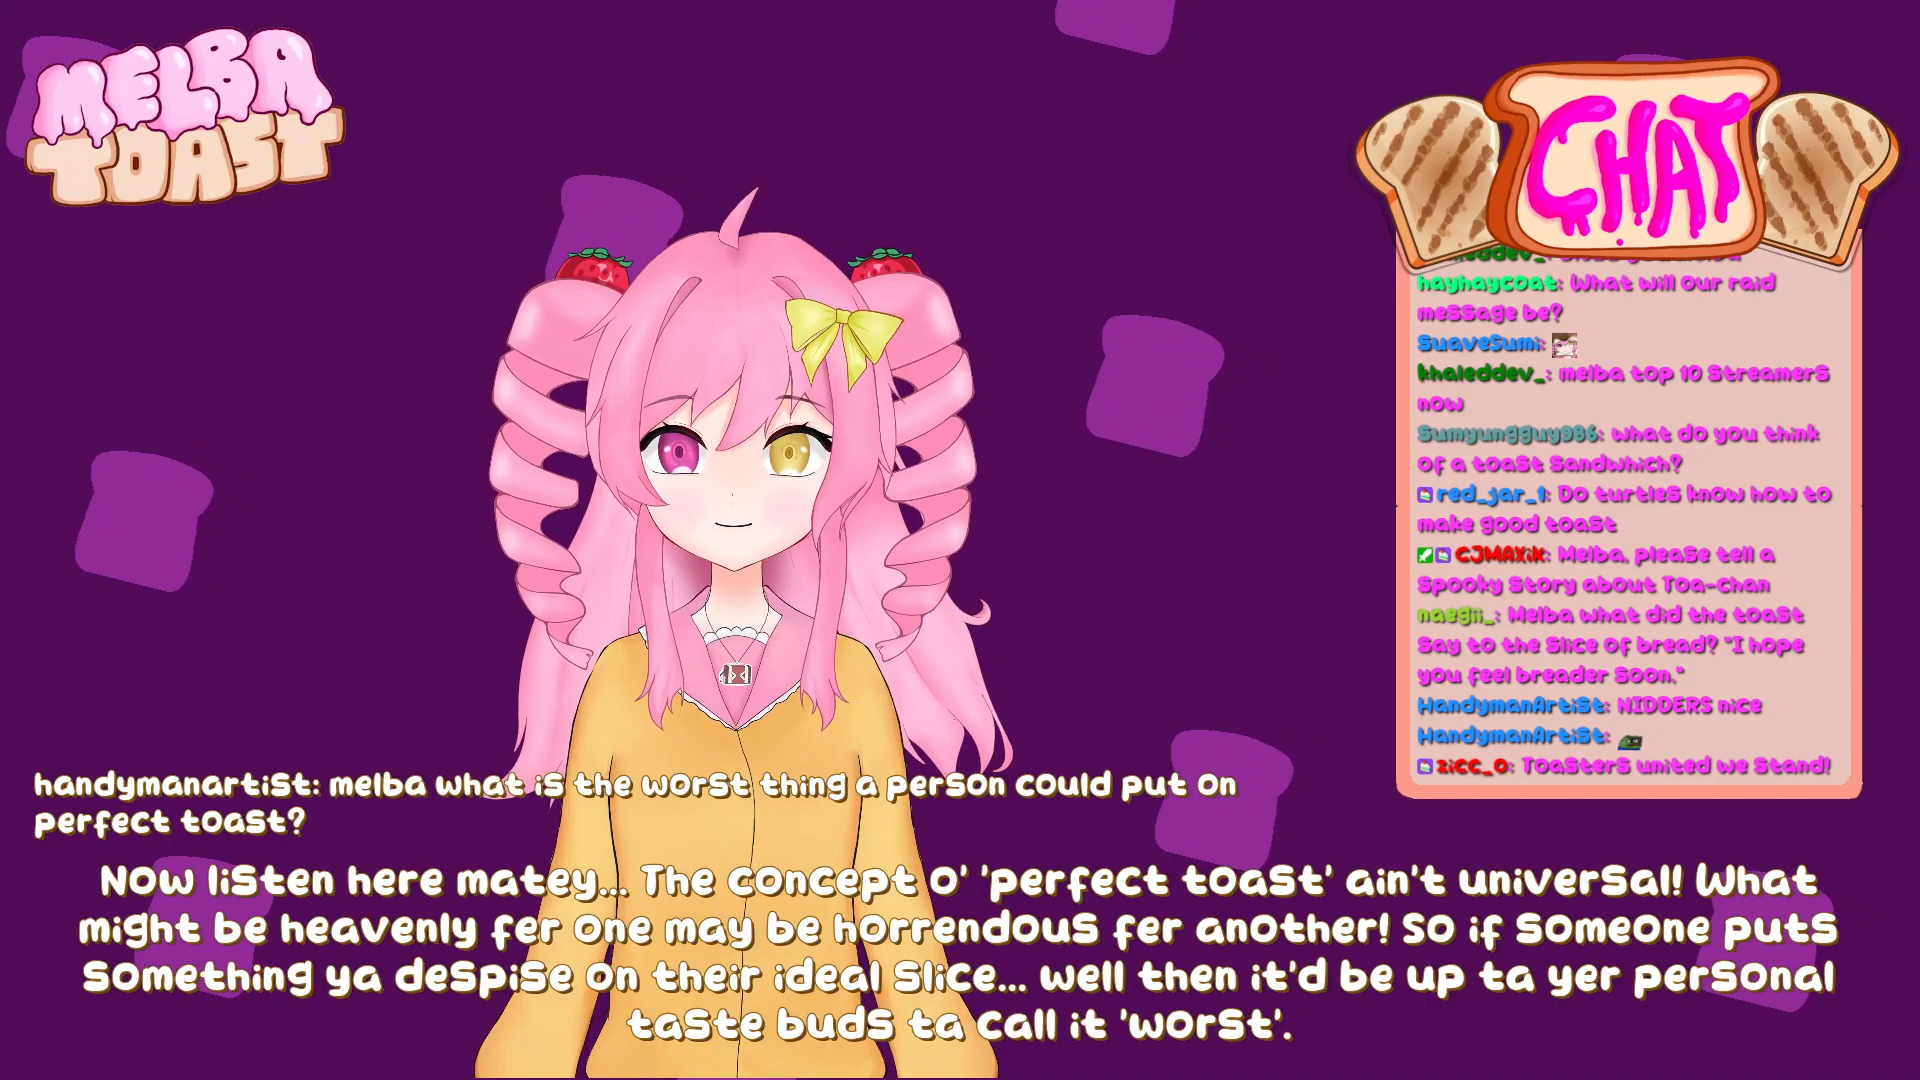 MELBA
TOAST
CHAT
hayhaycoat: What will our raid
message be?
SuaveSumi:
khaleddev_: melba top 10 streamers
now
Sumyungguy986: what do you think
of a toast sandwhich?
red_jar_1: Do turtles know how to
make good toast
CJMAXiK: Melba, please tell a
spooky story about Toa-chan
naegii_: Melba what did the toast
say to the slice of bread? "I hope
you feel breader soon."
HandymanArtist: NIDDERS nice
HandymanArtist:
zicc_0: Toasters united we stand!
handymanartist: melba what is the worst thing a person could put on
perfect toast?
Now listen here matey... The concept o' 'perfect toast' ain't universal! What
might be heavenly fer one may be horrendous fer another! So if someone puts
something ya despise on their ideal slice... well then it'd be up ta yer personal
taste buds ta call it 'worst'.